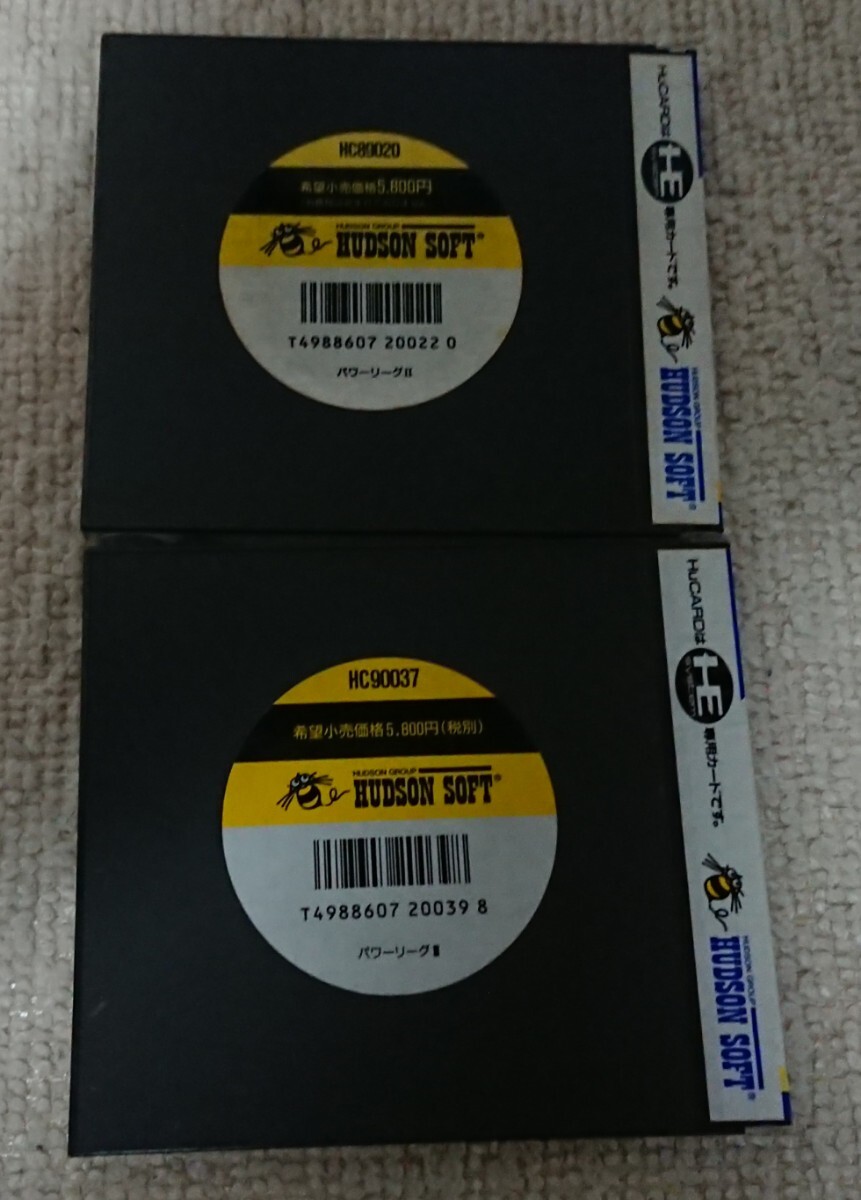 HC89020
希望小売価格5,800円
HUDSON GROUP
HUDSON SOFT®
T4988607 20022 0
パワーリーグII
HuCARDは
HE
専用カードです。
HUDSON GROUP
HUDSON SOFT®
HC90037
希望小売価格5,800円(税別)
HUDSON GROUP
HUDSON SOFT®
T4988607 20039 8
パワーリーグⅢ
HuCARDは
HE
専用カードです。
HUDSON GROUP
HUDSON SOFT®